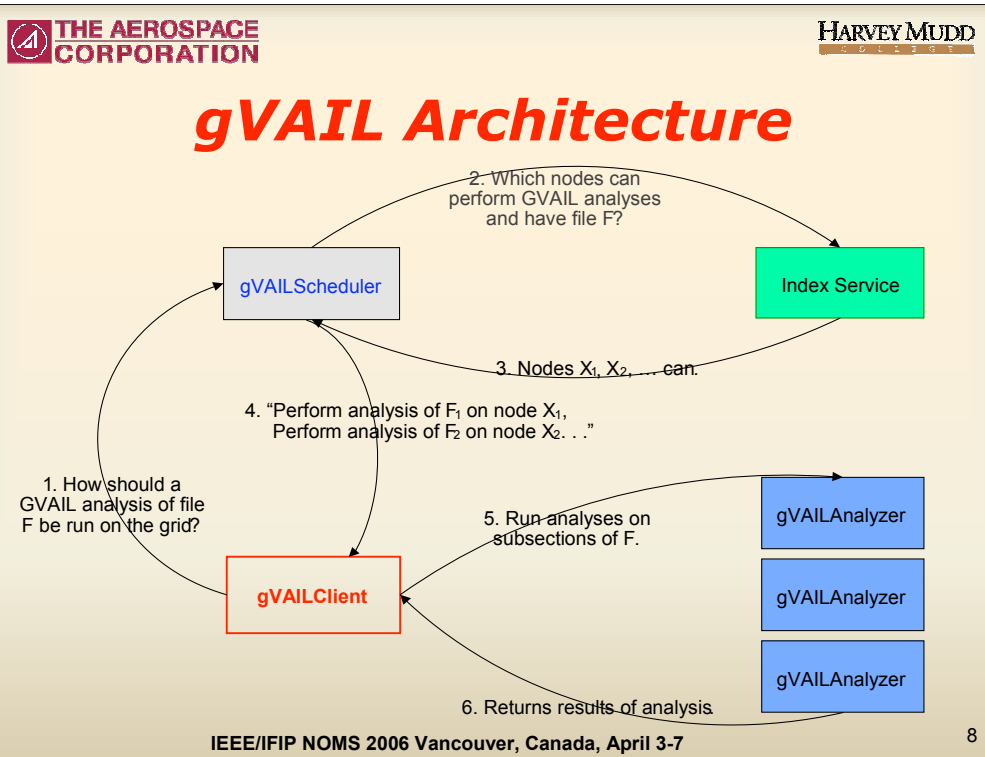 THE AEROSPACE
CORPORATION
HARVEY MUDD
COLLEGE
gVAIL Architecture
2. Which nodes can
perform GVAIL analyses
and have file F?
gVAILScheduler
Index Service
3. Nodes X₁, X₂, ... can.
4. “Perform analysis of F₁ on node X₁,
Perform analysis of F₂ on node X₂. . .”
1. How should a
GVAIL analysis of file
F be run on the grid?
5. Run analyses on
subsections of F.
gVAILAnalyzer
gVAILClient
gVAILAnalyzer
gVAILAnalyzer
6. Returns results of analysis.
IEEE/IFIP NOMS 2006 Vancouver, Canada, April 3-7
8